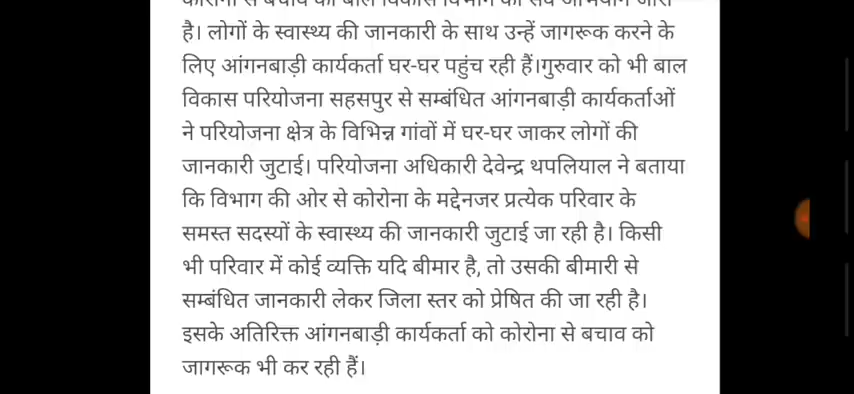 है। लोगों के स्वास्थ्य की जानकारी के साथ उन्हें जागरूक करने के
लिए आंगनबाड़ी कार्यकर्ता घर-घर पहुंच रही हैं।गुरुवार को भी बाल
विकास परियोजना सहसपुर से सम्बंधित आंगनबाड़ी कार्यकर्ताओं
ने परियोजना क्षेत्र के विभिन्न गांवों में घर-घर जाकर लोगों की
जानकारी जुटाई। परियोजना अधिकारी देवेन्द्र थपलियाल ने बताया
कि विभाग की ओर से कोरोना के मद्देनजर प्रत्येक परिवार के
समस्त सदस्यों के स्वास्थ्य की जानकारी जुटाई जा रही है। किसी
भी परिवार में कोई व्यक्ति यदि बीमार है, तो उसकी बीमारी से
सम्बंधित जानकारी लेकर जिला स्तर को प्रेषित की जा रही है।
इसके अतिरिक्त आंगनबाड़ी कार्यकर्ता को कोरोना से बचाव को
जागरूक भी कर रही हैं।